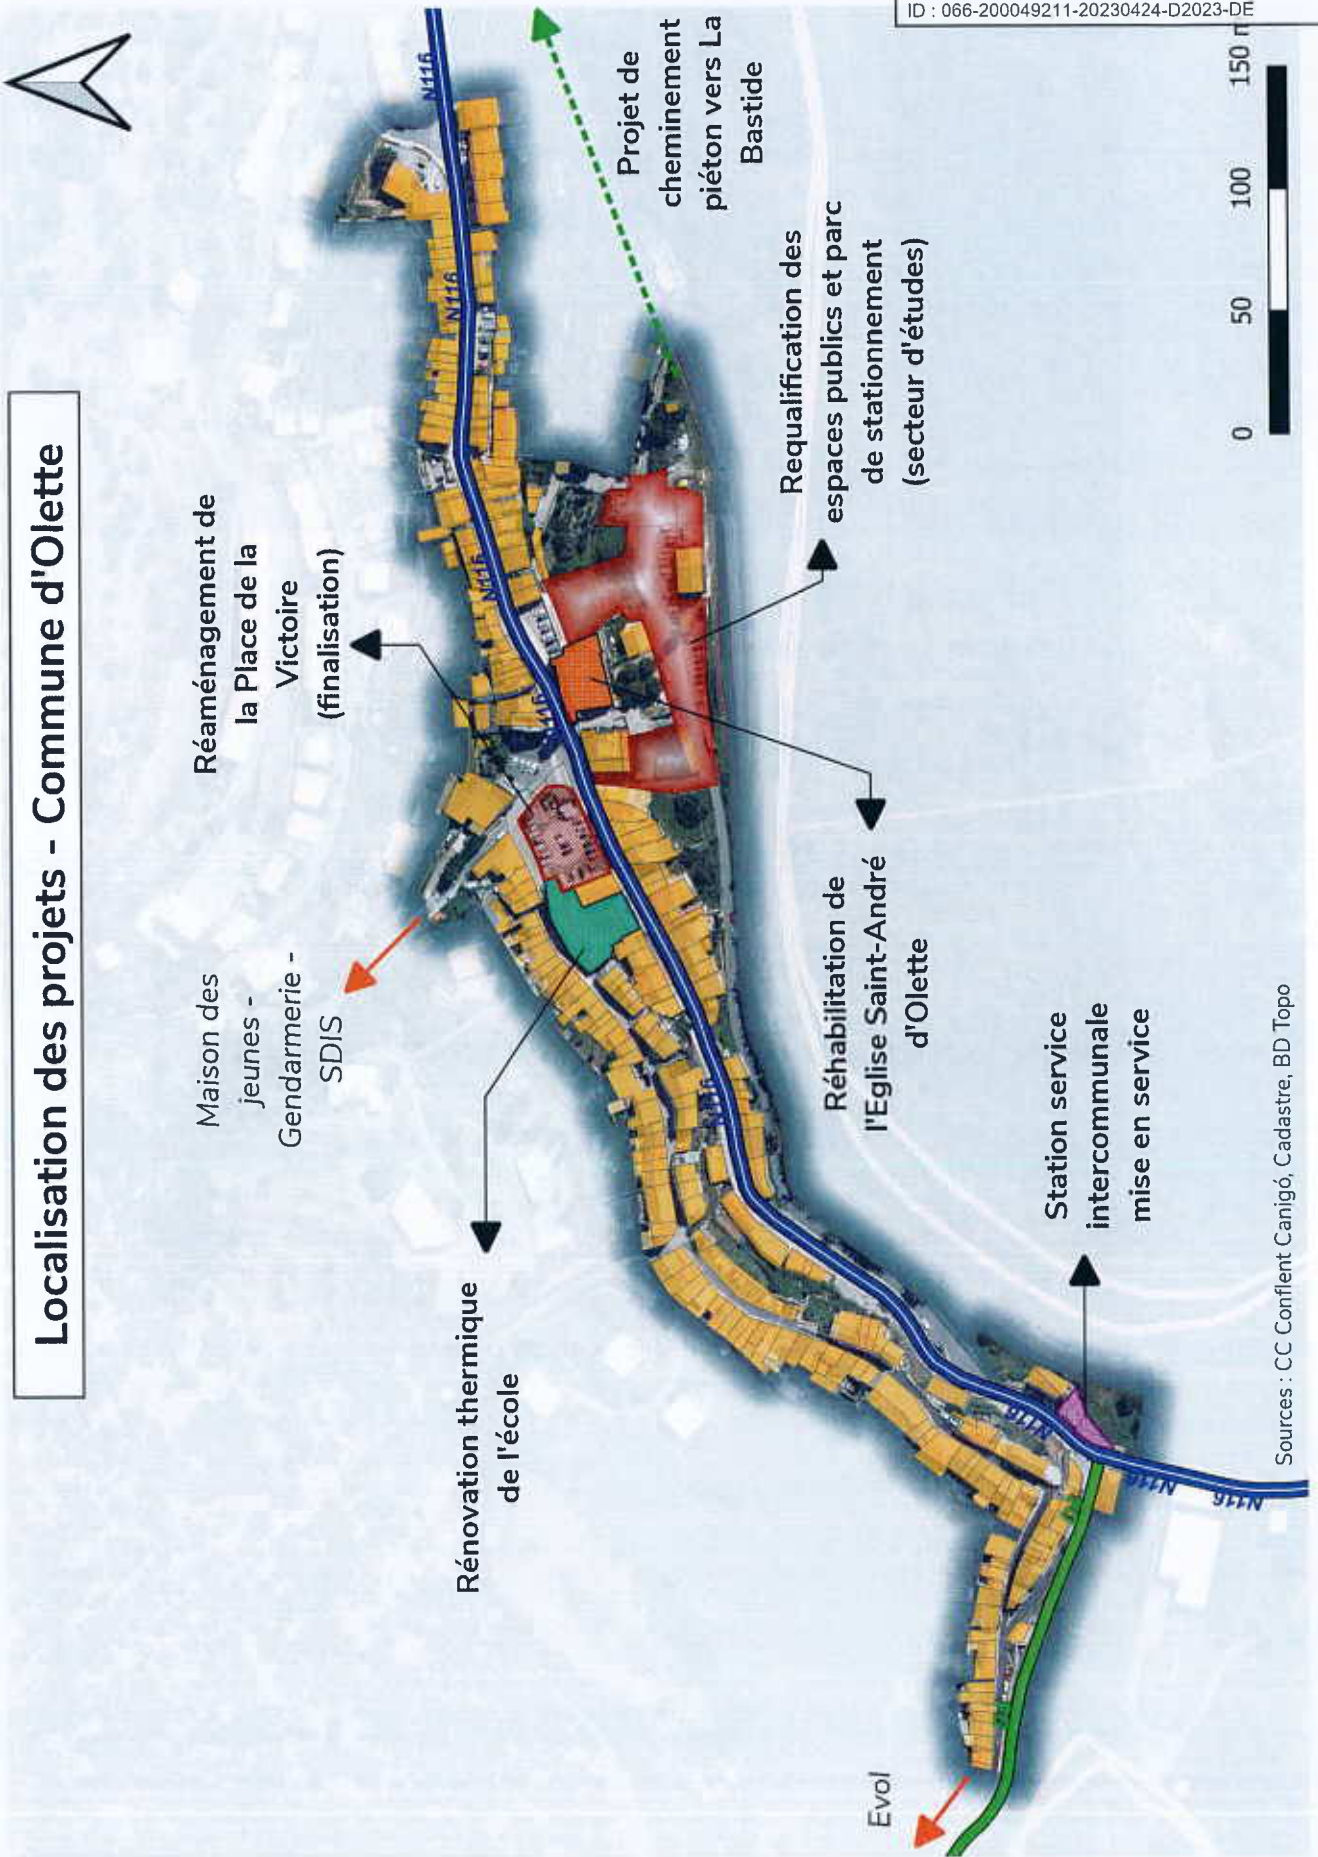 ID : 066-200049211-20230424-D2023-DE
Localisation des projets - Commune d'Olette
Réaménagement de
la Place de la
Victoire
(finalisation)
Maison des
jeunes -
Gendarmerie -
SDIS
Rénovation thermique
de l'école
Evol
Projet de
cheminement
piéton vers La
Bastide
Requalification des
espaces publics et parc
de stationnement
(secteur d'études)
Réhabilitation de
l'Eglise Saint-André
d'Olette
Station service
intercommunale
mise en service
N116
N116
N116
N116
N116
N116
N116
N116
0 50 100 150 m
Sources : CC Conflent Canigó, Cadastre, BD Topo